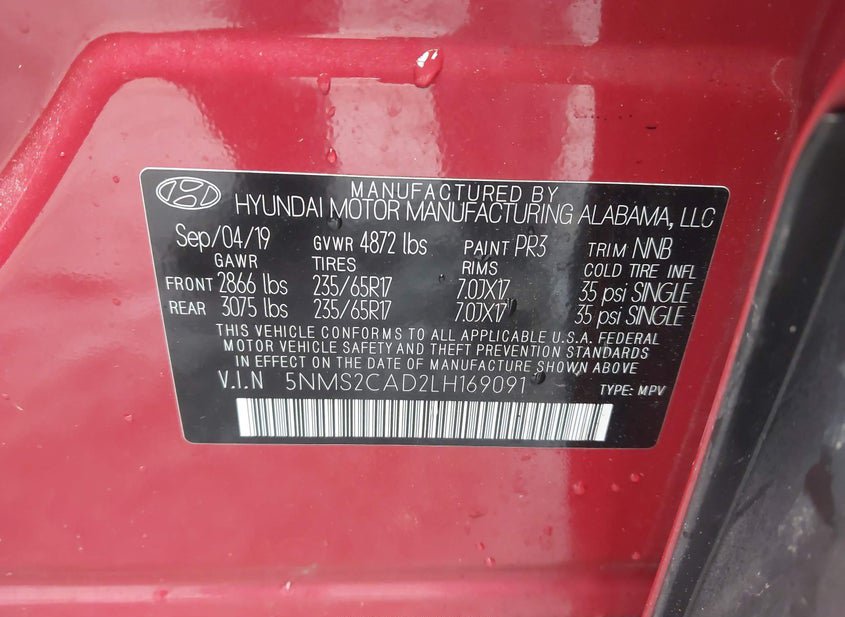 MANUFACTURED BY
HYUNDAI MOTOR MANUFACTURING ALABAMA, LLC
Sep/04/19 GVWR 4872 lbs PAINT PR3 TRIM NNB
GAWR TIRES RIMS COLD TIRE INFL
FRONT 2866 lbs 235/65R17 7.0JX17 35 psi SINGLE
REAR 3075 lbs 235/65R17 7.0JX17 35 psi SINGLE
THIS VEHICLE CONFORMS TO ALL APPLICABLE U.S.A. FEDERAL
MOTOR VEHICLE SAFETY AND THEFT PREVENTION STANDARDS
IN EFFECT ON THE DATE OF MANUFACTURE SHOWN ABOVE
V.I.N 5NMS2CAD2LH169091 TYPE: MPV